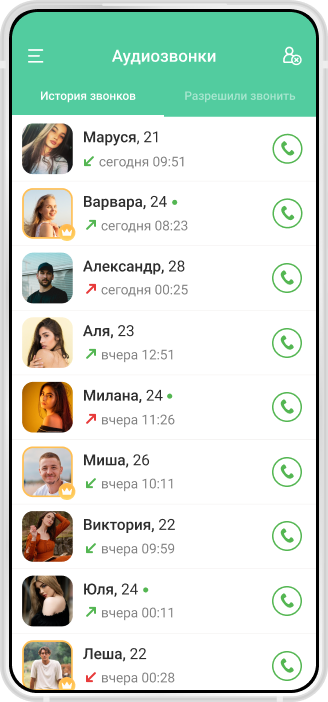 Аудиозвонки
История звонков
Разрешили звонить
Маруся, 21
сегодня 09:51
Варвара, 24
сегодня 08:23
Александр, 28
сегодня 00:25
Аля, 23
вчера 12:51
Милана, 24
вчера 11:26
Миша, 26
вчера 10:11
Виктория, 22
вчера 09:59
Юля, 24
вчера 00:11
Леша, 22
вчера 00:28